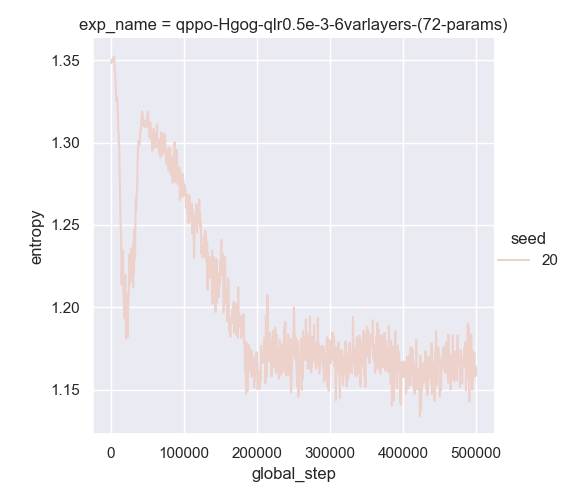 exp_name = qppo-Hgog-qlr0.5e-3-6varlayers-(72-params)
1.35
1.30
1.25
1.20
1.15
entropy
0 100000 200000 300000 400000 500000
global_step
seed
20